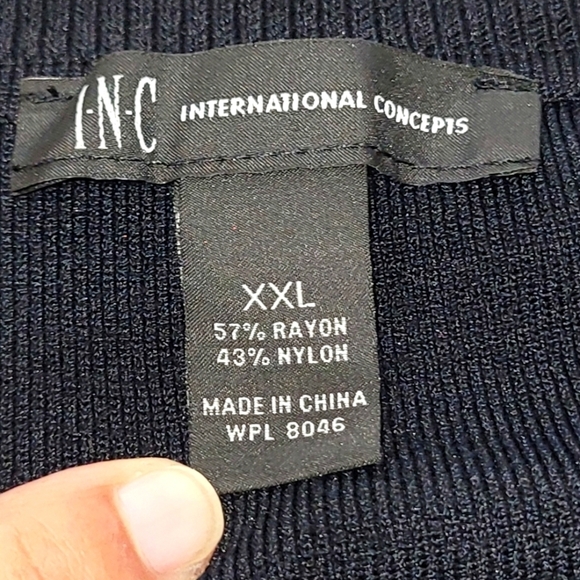 I·N·C INTERNATIONAL CONCEPTS
XXL
57% RAYON
43% NYLON
MADE IN CHINA
WPL 8046